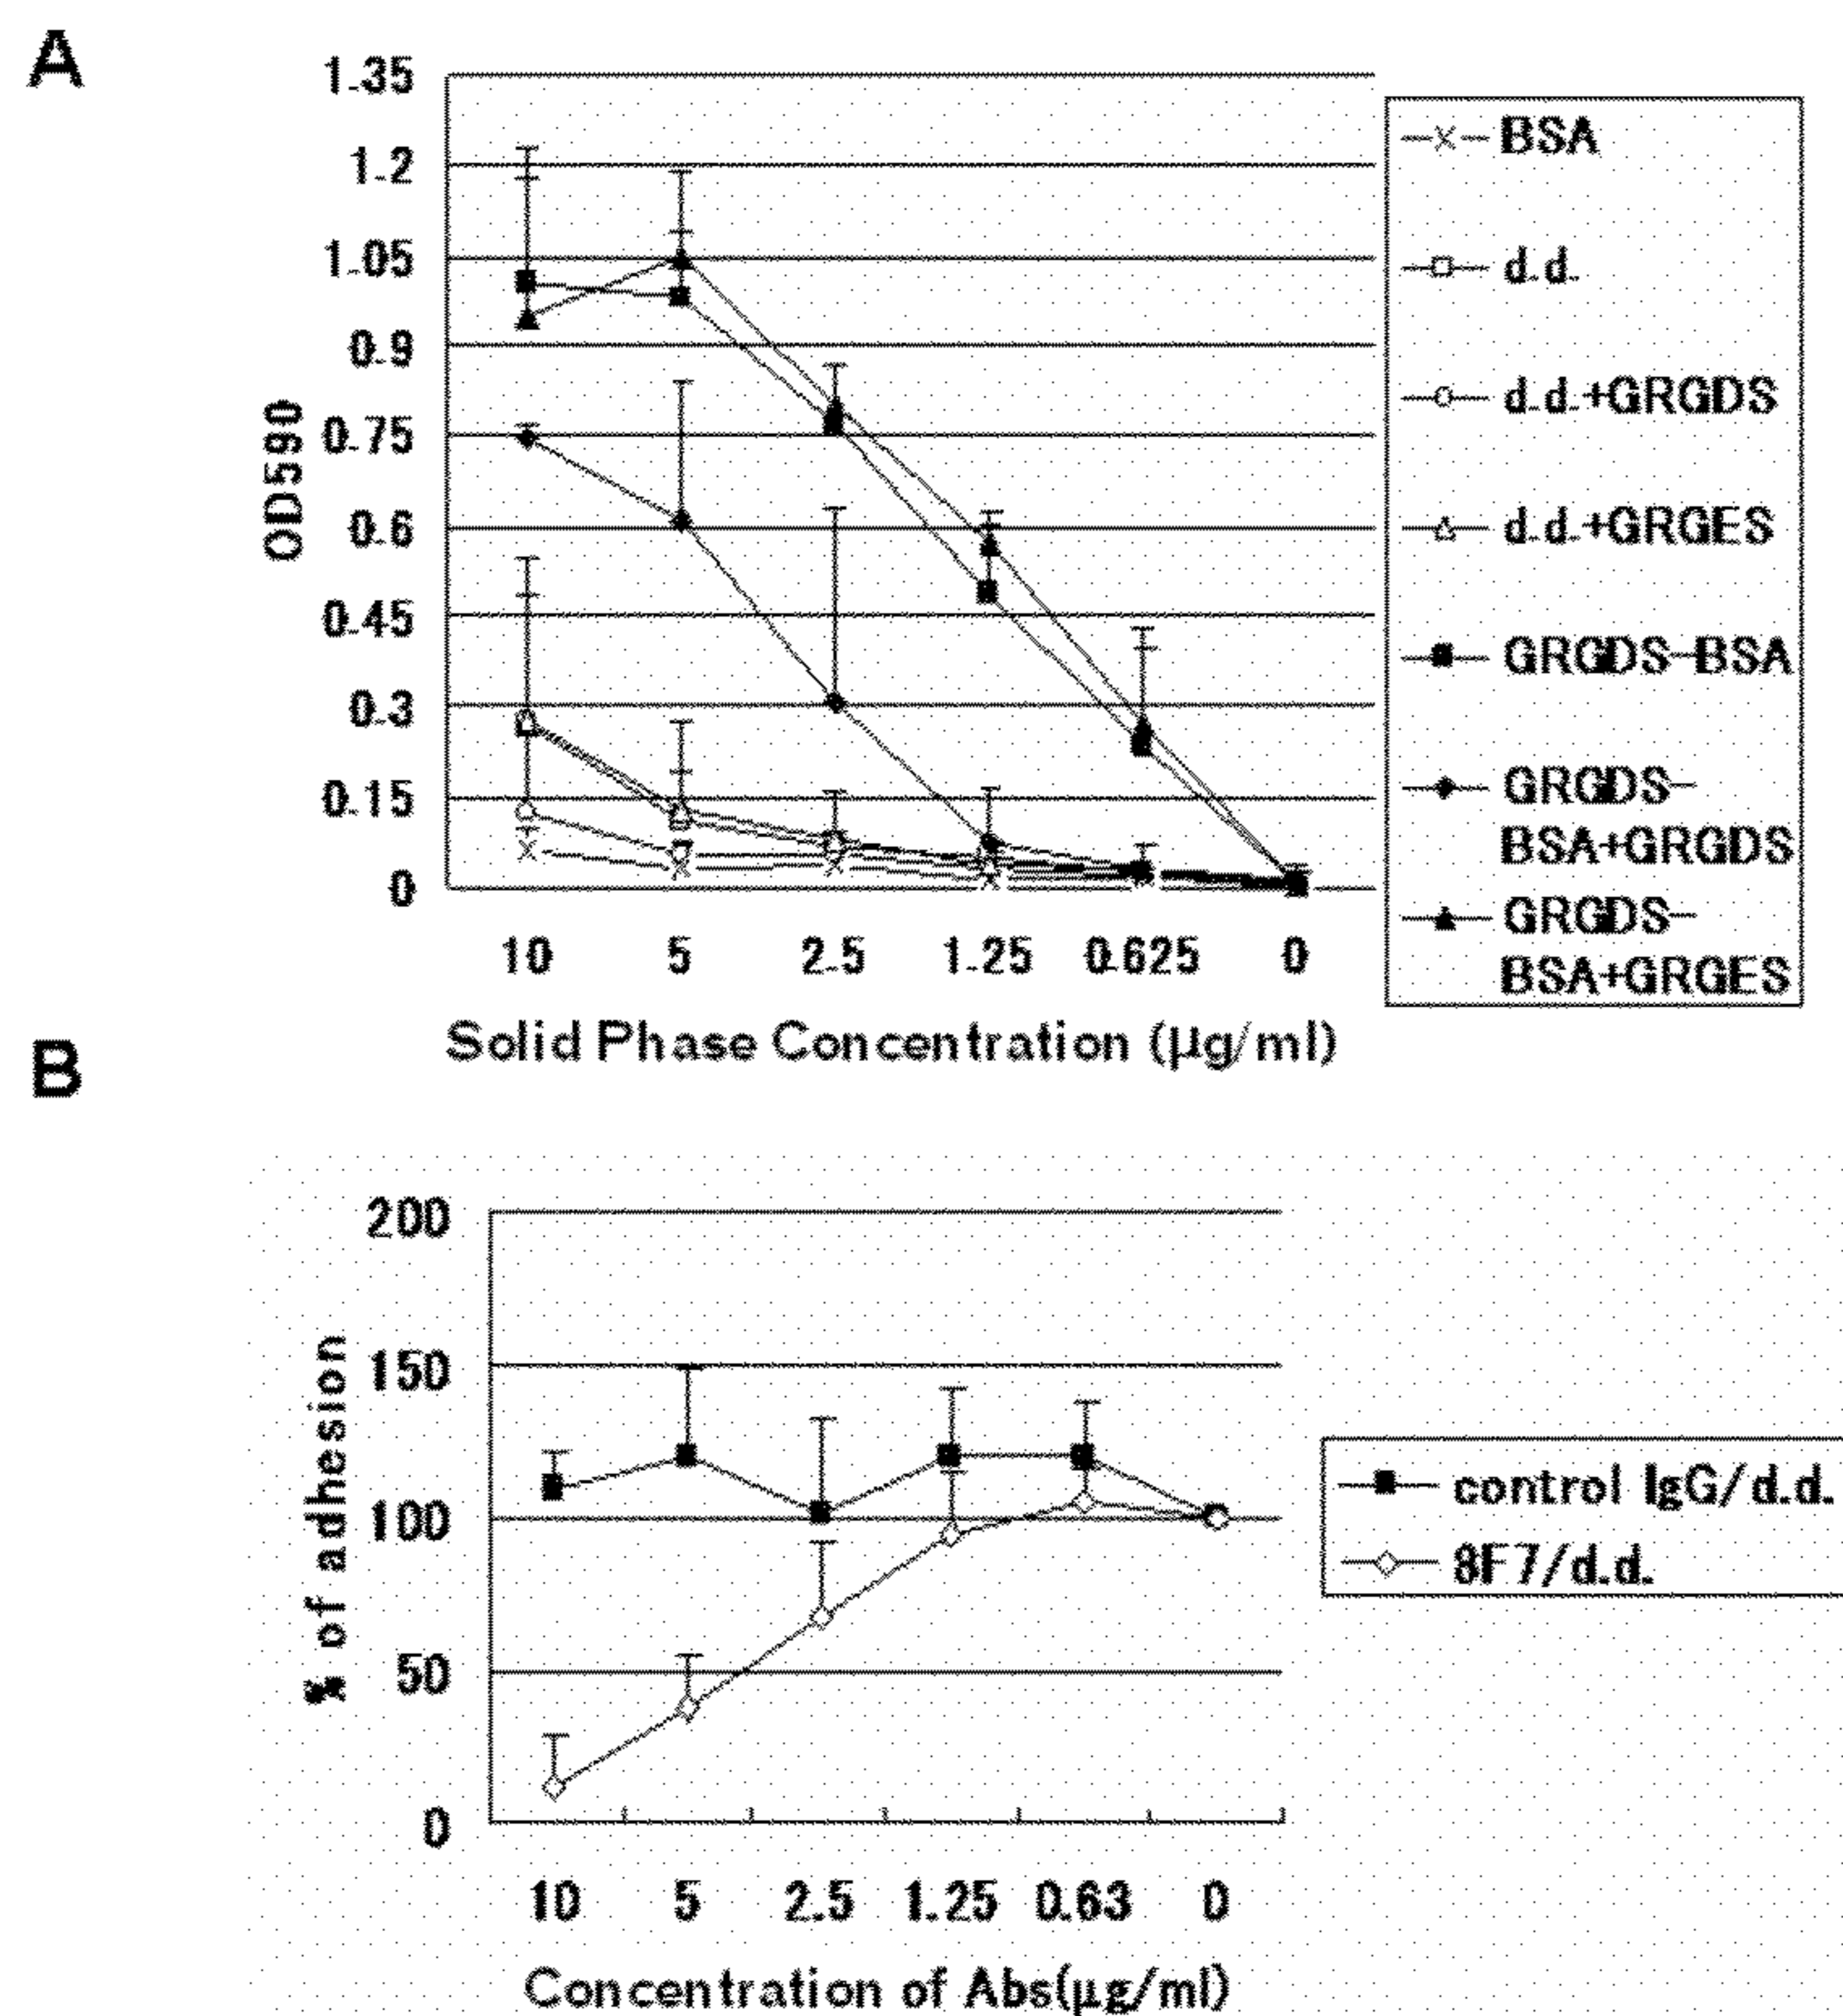 A
1.35
1.2
1.05
0.9
0.75
0.6
0.45
0.3
0.15
0
OD590
10 5 2.5 1.25 0.625 0
Solid Phase Concentration (μg/ml)
BSA
d.d.
d.d.+GRGDS
d.d.+GRGES
GRGDS-BSA
GRGDS-
BSA+GRGDS
GRGDS-
BSA+GRGES
B
200
150
100
50
0
% of adhesion
10 5 2.5 1.25 0.63 0
Concentration of Abs(μg/ml)
control IgG/d.d.
8F7/d.d.